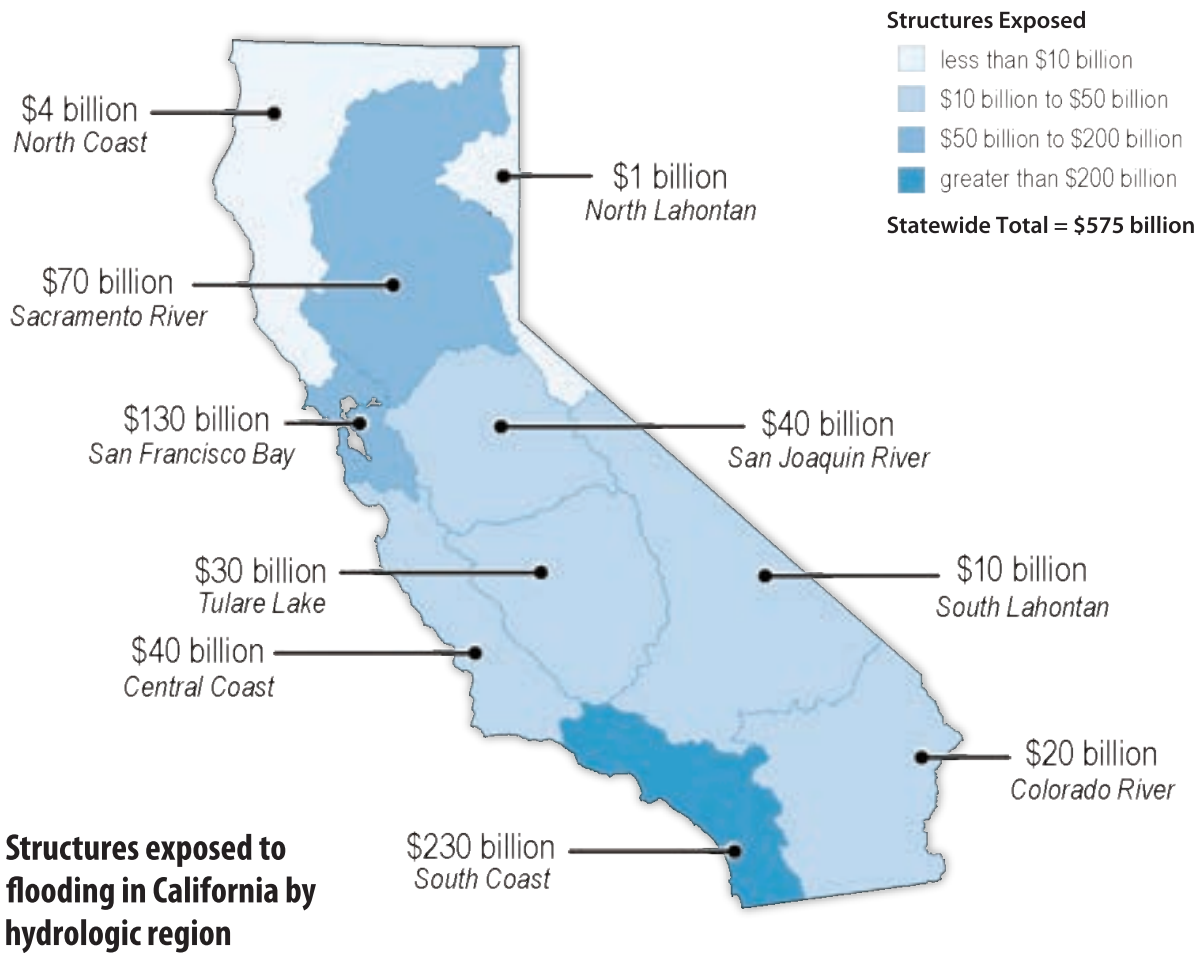 Structures Exposed
less than $10 billion
$10 billion to $50 billion
$50 billion to $200 billion
greater than $200 billion
Statewide Total = $575 billion
$4 billion
North Coast
$1 billion
North Lahontan
$70 billion
Sacramento River
$130 billion
San Francisco Bay
$40 billion
San Joaquin River
$30 billion
Tulare Lake
$10 billion
South Lahontan
$40 billion
Central Coast
$20 billion
Colorado River
$230 billion
South Coast
Structures exposed to
flooding in California by
hydrologic region